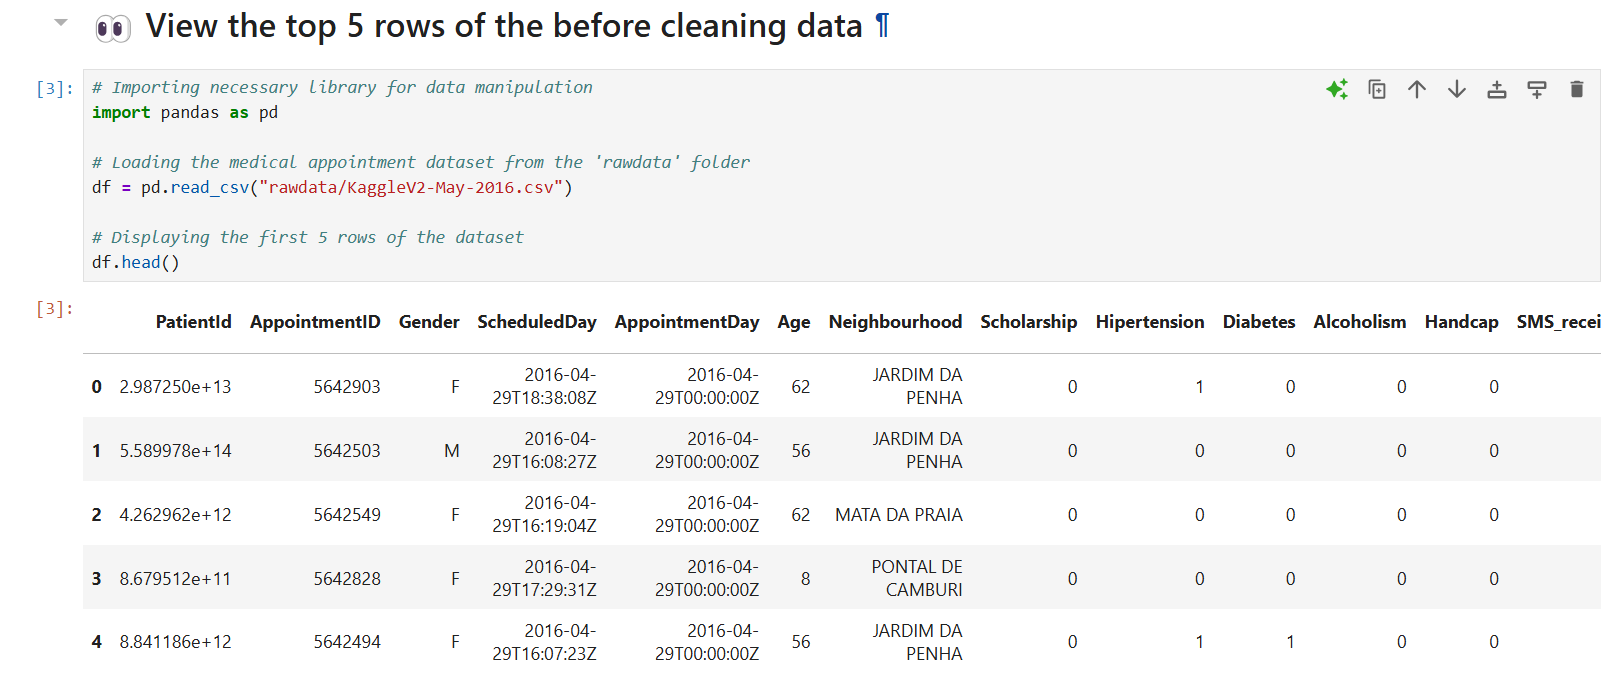 👀 View the top 5 rows of the before cleaning data ¶
[3]:
# Importing necessary library for data manipulation
import pandas as pd
# Loading the medical appointment dataset from the 'rawdata' folder
df = pd.read_csv("rawdata/KaggleV2-May-2016.csv")
# Displaying the first 5 rows of the dataset
df.head()
[3]:
PatientId AppointmentID Gender ScheduledDay AppointmentDay Age Neighbourhood Scholarship Hipertension Diabetes Alcoholism Handcap SMS_recei
0 2.987250e+13 5642903 F 2016-04-29T18:38:08Z 2016-04-29T00:00:00Z 62 JARDIM DA PENHA 0 1 0 0 0
1 5.589978e+14 5642503 M 2016-04-29T16:08:27Z 2016-04-29T00:00:00Z 56 JARDIM DA PENHA 0 0 0 0 0
2 4.262962e+12 5642549 F 2016-04-29T16:19:04Z 2016-04-29T00:00:00Z 62 MATA DA PRAIA 0 0 0 0 0
3 8.679512e+11 5642828 F 2016-04-29T17:29:31Z 2016-04-29T00:00:00Z 8 PONTAL DE CAMBURI 0 0 0 0 0
4 8.841186e+12 5642494 F 2016-04-29T16:07:23Z 2016-04-29T00:00:00Z 56 JARDIM DA PENHA 0 1 1 0 0